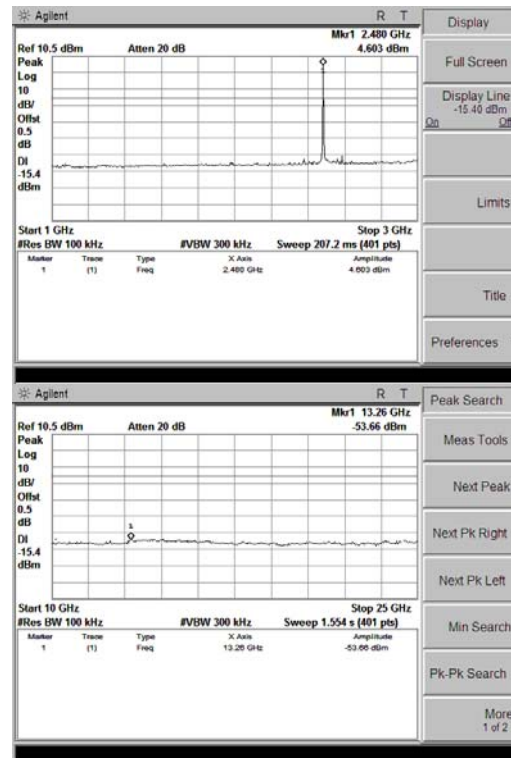 Agilent R T
Mkr1 2.480 GHz
Ref 10.5 dBm Atten 20 dB 4.603 dBm
Peak
Log
10
dB/
Offst
0.5
dB
DI
-15.4
dBm
Start 1 GHz Stop 3 GHz
#Res BW 100 kHz #VBW 300 kHz Sweep 207.2 ms (401 pts)
Marker Trace Type X Axis Amplitude
1 (1) Freq 2.480 GHz 4.603 dBm
Display
Full Screen
Display Line
-15.40 dBm
On Off
Limits
Title
Preferences
Agilent R T
Mkr1 13.26 GHz
Ref 10.5 dBm Atten 20 dB -53.66 dBm
Peak
Log
10
dB/
Offst
0.5
dB
DI
-15.4
dBm
1
Start 10 GHz Stop 25 GHz
#Res BW 100 kHz #VBW 300 kHz Sweep 1.554 s (401 pts)
Marker Trace Type X Axis Amplitude
1 (1) Freq 13.26 GHz -53.66 dBm
Peak Search
Meas Tools
Next Peak
Next Pk Right
Next Pk Left
Min Search
Pk-Pk Search
More
1 of 2